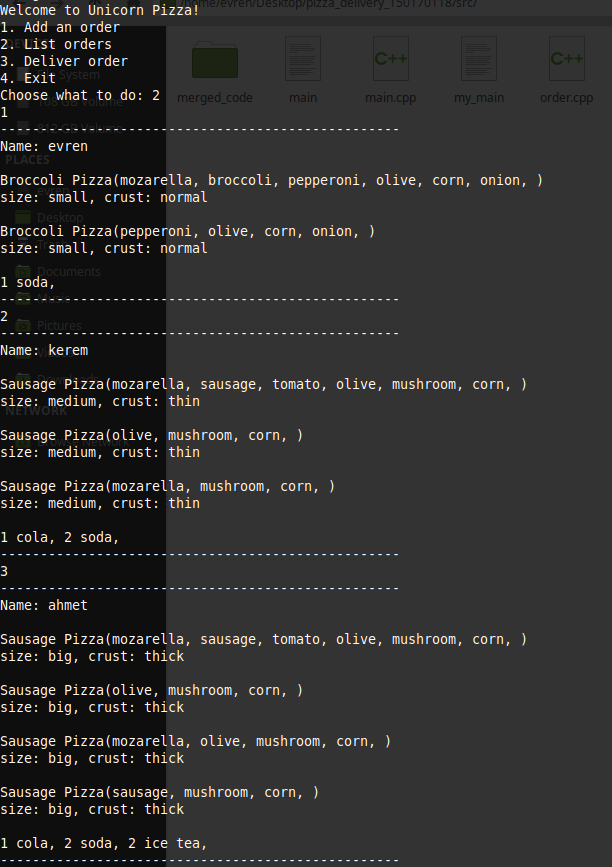 /home/evren/Desktop/pizza_delivery_150170118/src/
Welcome to Unicorn Pizza!
1. Add an order
2. List orders
3. Deliver order
4. Exit
Choose what to do: 2
1
--------------------------------------------------
Name: evren
Broccoli Pizza(mozarella, broccoli, pepperoni, olive, corn, onion, )
size: small, crust: normal
Broccoli Pizza(pepperoni, olive, corn, onion, )
size: small, crust: normal
1 soda,
--------------------------------------------------
2
--------------------------------------------------
Name: kerem
Sausage Pizza(mozarella, sausage, tomato, olive, mushroom, corn, )
size: medium, crust: thin
Sausage Pizza(olive, mushroom, corn, )
size: medium, crust: thin
Sausage Pizza(mozarella, mushroom, corn, )
size: medium, crust: thin
1 cola, 2 soda,
--------------------------------------------------
3
--------------------------------------------------
Name: ahmet
Sausage Pizza(mozarella, sausage, tomato, olive, mushroom, corn, )
size: big, crust: thick
Sausage Pizza(olive, mushroom, corn, )
size: big, crust: thick
Sausage Pizza(mozarella, olive, mushroom, corn, )
size: big, crust: thick
Sausage Pizza(sausage, mushroom, corn, )
size: big, crust: thick
1 cola, 2 soda, 2 ice tea,
--------------------------------------------------
C++
C++
merged_code
main
main.cpp
my_main
order.cpp
System
PLACES
Desktop
Documents
Pictures
NETWORK